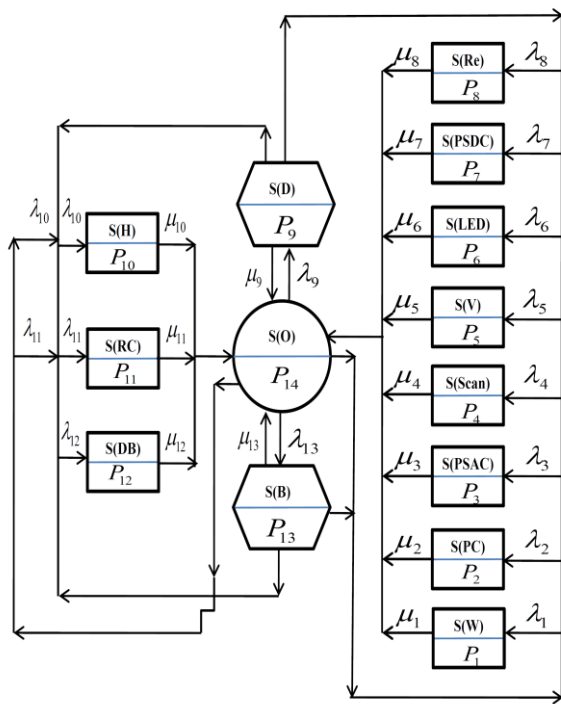 μ8
S(Re)
P8
λ8
μ7
S(PSDC)
P7
λ7
μ6
S(LED)
P6
λ6
μ5
S(V)
P5
λ5
μ4
S(Scan)
P4
λ4
μ3
S(PSAC)
P3
λ3
μ2
S(PC)
P2
λ2
μ1
S(W)
P1
λ1
S(D)
P9
μ9
λ9
λ10
λ10
S(H)
P10
μ10
λ11
λ11
S(RC)
P11
μ11
λ12
S(DB)
P12
μ12
S(O)
P14
μ13
λ13
S(B)
P13